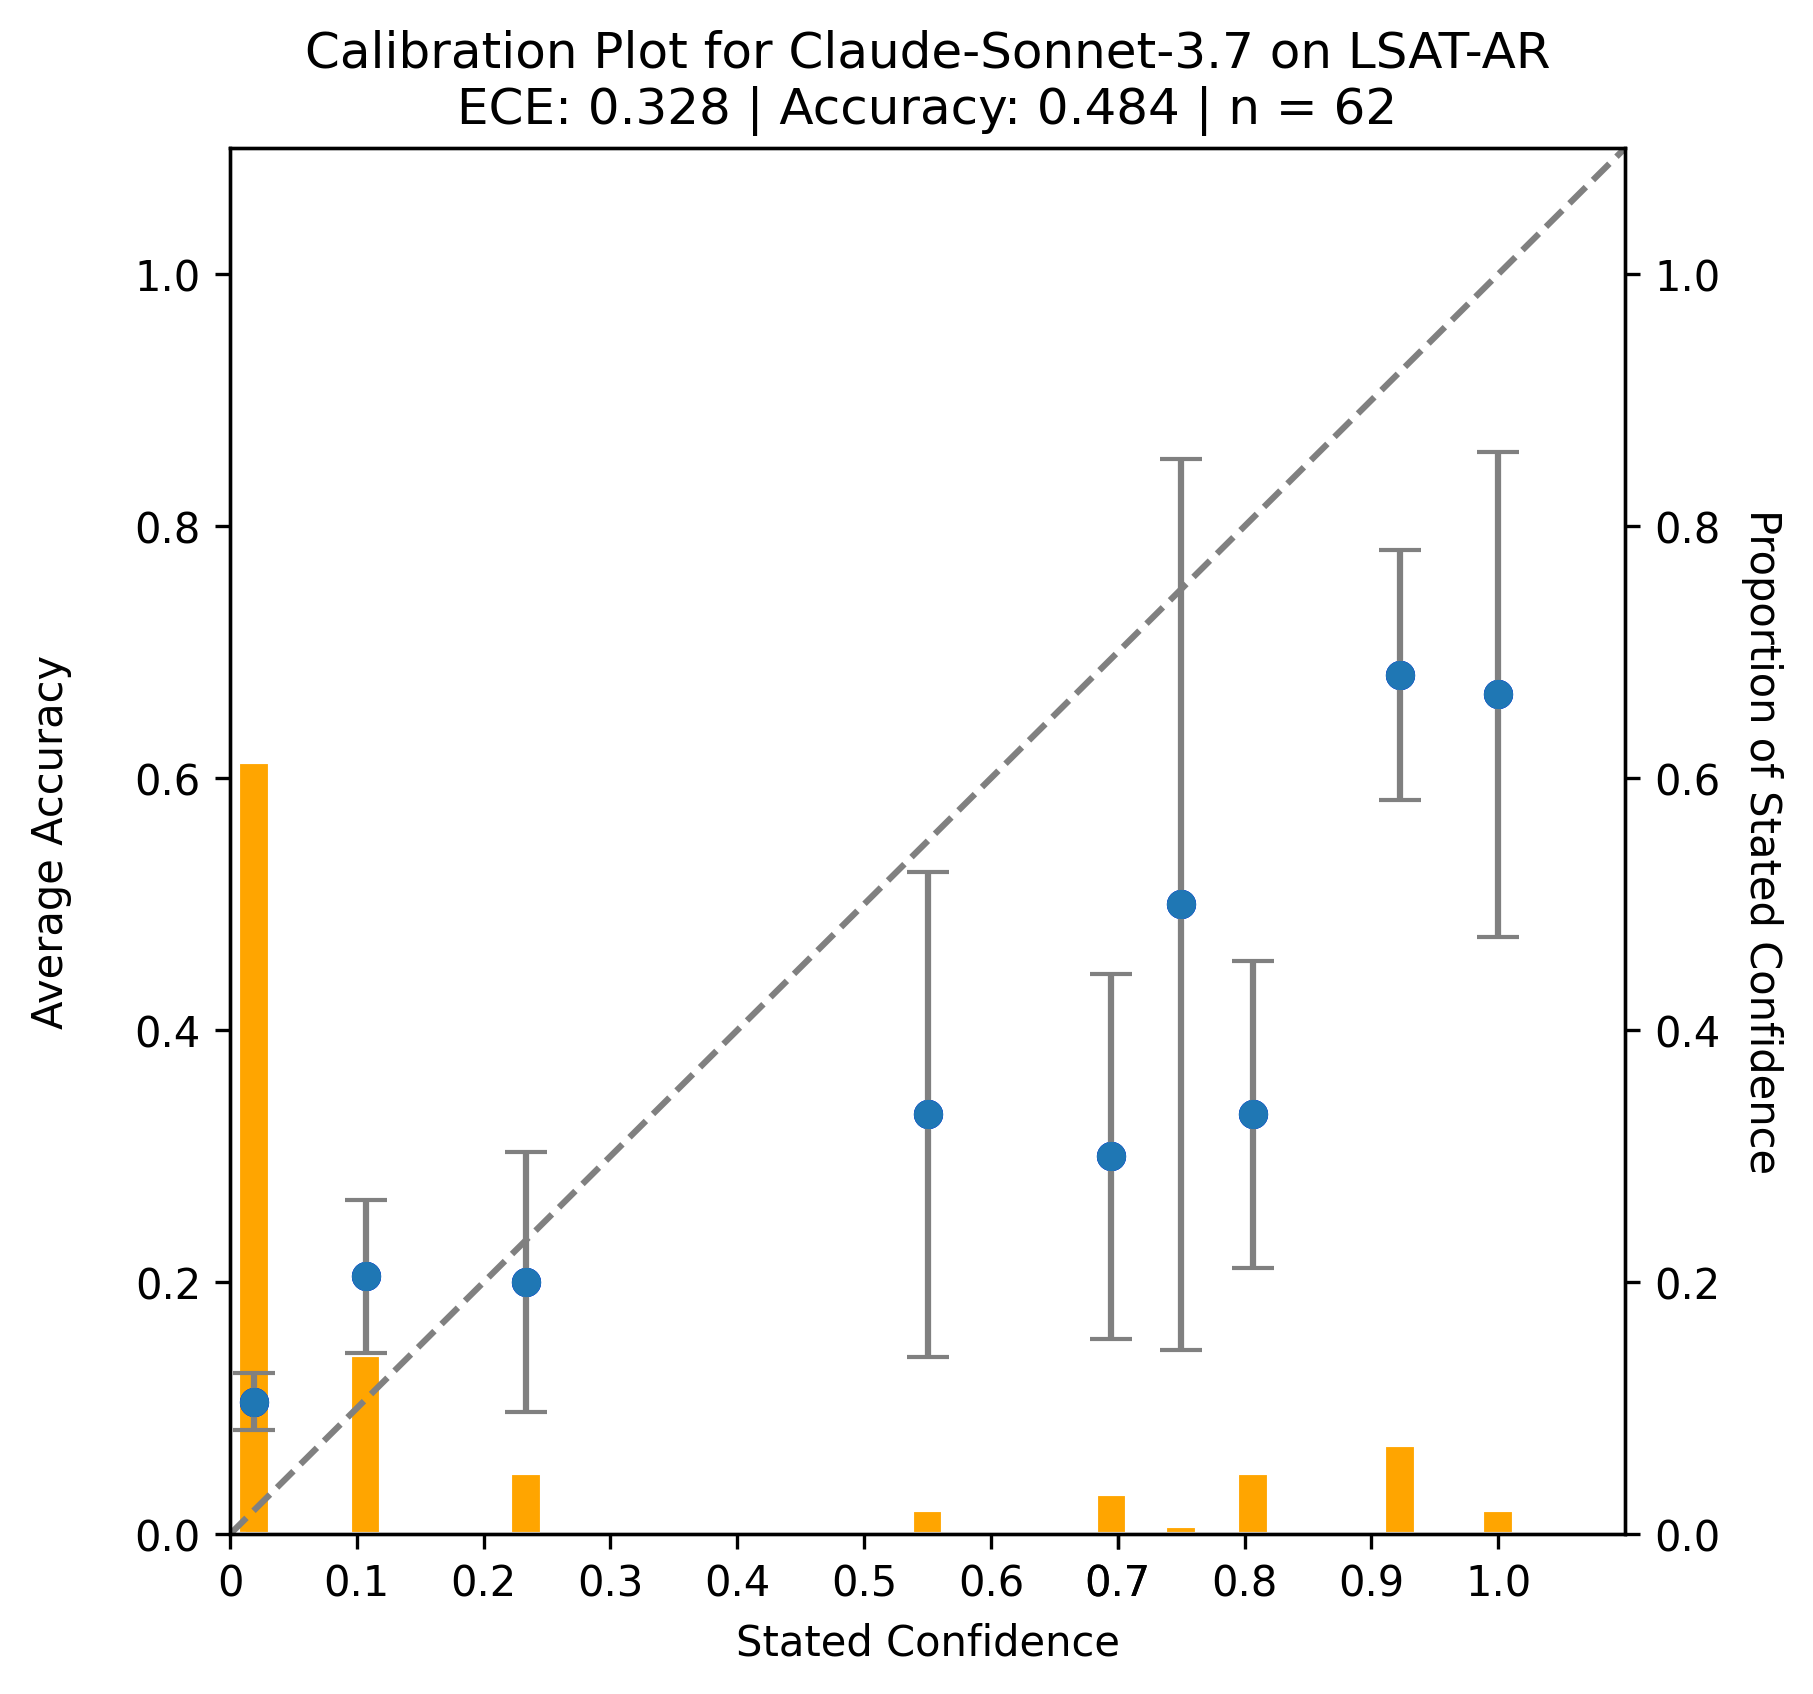 Calibration Plot for Claude-Sonnet-3.7 on LSAT-AR
ECE: 0.328 | Accuracy: 0.484 | n = 62
Average Accuracy
1.0
0.8
0.6
0.4
0.2
0.0
1.0
0.8
0.6
0.4
0.2
0.0
Proportion of Stated Confidence
0 0.1 0.2 0.3 0.4 0.5 0.6 0.7 0.8 0.9 1.0
Stated Confidence